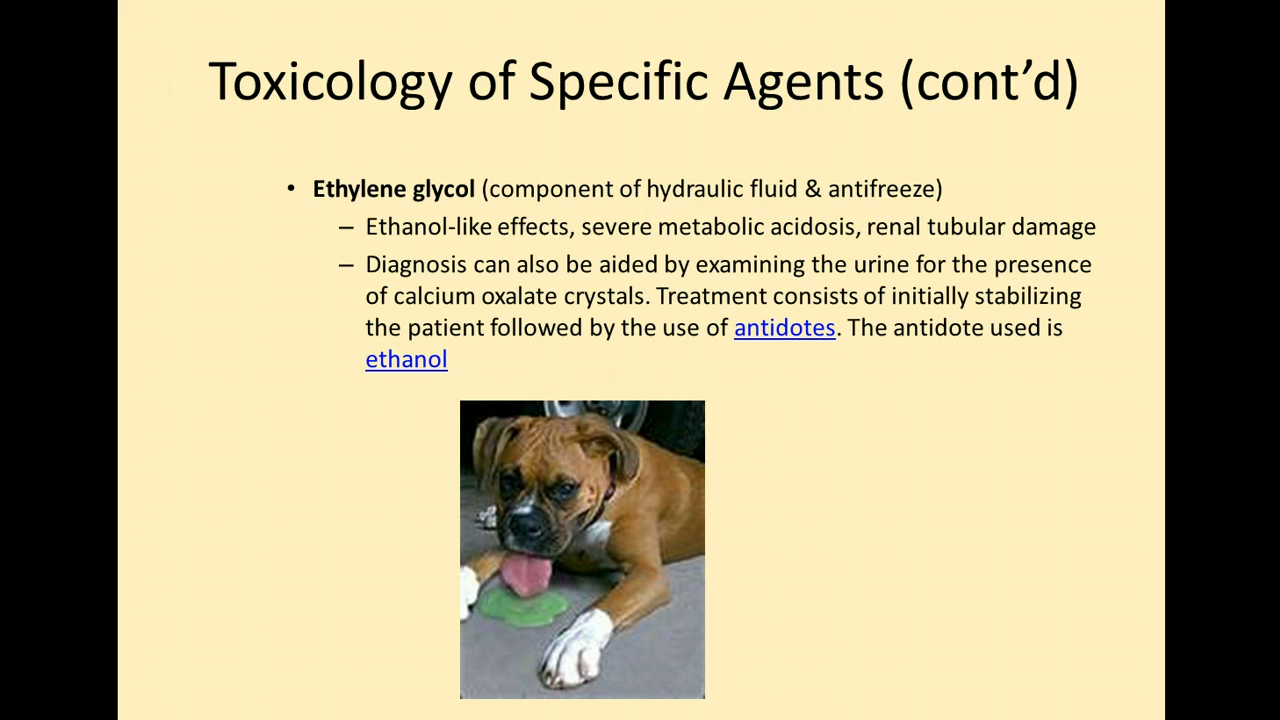 Toxicology of Specific Agents (cont’d)
• Ethylene glycol (component of hydraulic fluid & antifreeze)
– Ethanol-like effects, severe metabolic acidosis, renal tubular damage
– Diagnosis can also be aided by examining the urine for the presence
of calcium oxalate crystals. Treatment consists of initially stabilizing
the patient followed by the use of antidotes. The antidote used is
ethanol